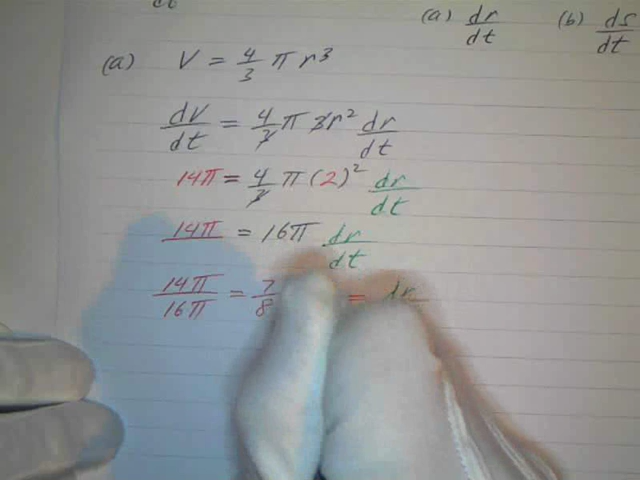 (a) dr/dt (b) ds/dt
(a) V = 4/3 π r³
dV/dt = 4/3 π 3r² dr/dt
14π = 4/3 π (2)² dr/dt
14π = 16π dr/dt
14π/16π = 7/8 = dr